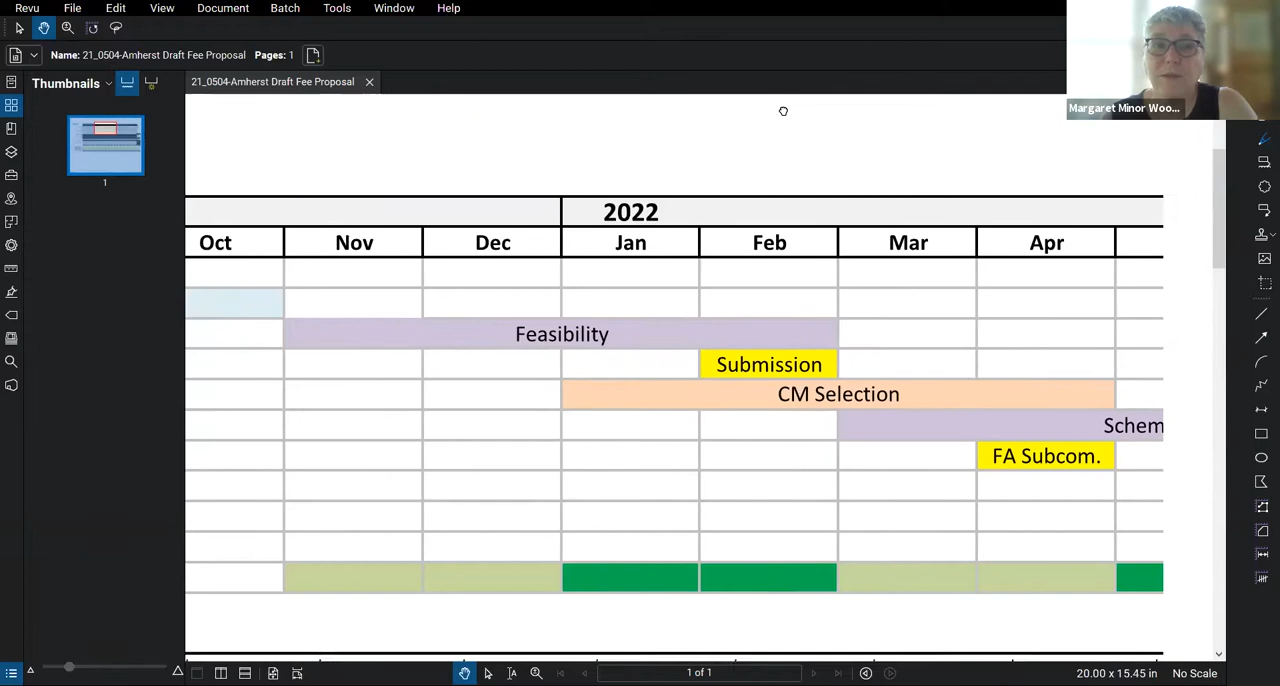 Revu File Edit View Document Batch Tools Window Help
Name: 21_0504-Amherst Draft Fee Proposal Pages: 1
Thumbnails
21_0504-Amherst Draft Fee Proposal
Margaret Minor Woo...
1
2022
Oct Nov Dec Jan Feb Mar Apr
Feasibility
Submission
CM Selection
Schem
FA Subcom.
1 of 1
20.00 x 15.45 in No Scale